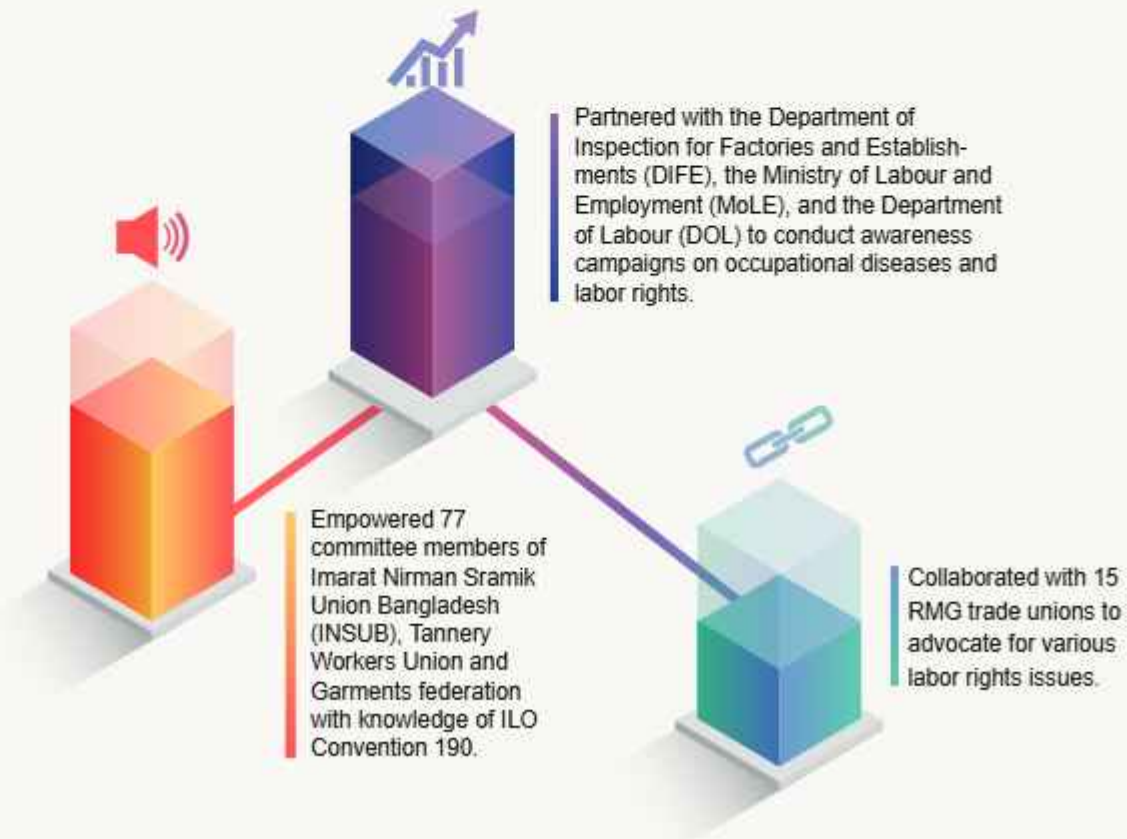 Partnered with the Department of
Inspection for Factories and Establish-
ments (DIFE), the Ministry of Labour and
Employment (MoLE), and the Department
of Labour (DOL) to conduct awareness
campaigns on occupational diseases and
labor rights.
Empowered 77
committee members of
Imarat Nirman Sramik
Union Bangladesh
(INSUB), Tannery
Workers Union and
Garments federation
with knowledge of ILO
Convention 190.
Collaborated with 15
RMG trade unions to
advocate for various
labor rights issues.